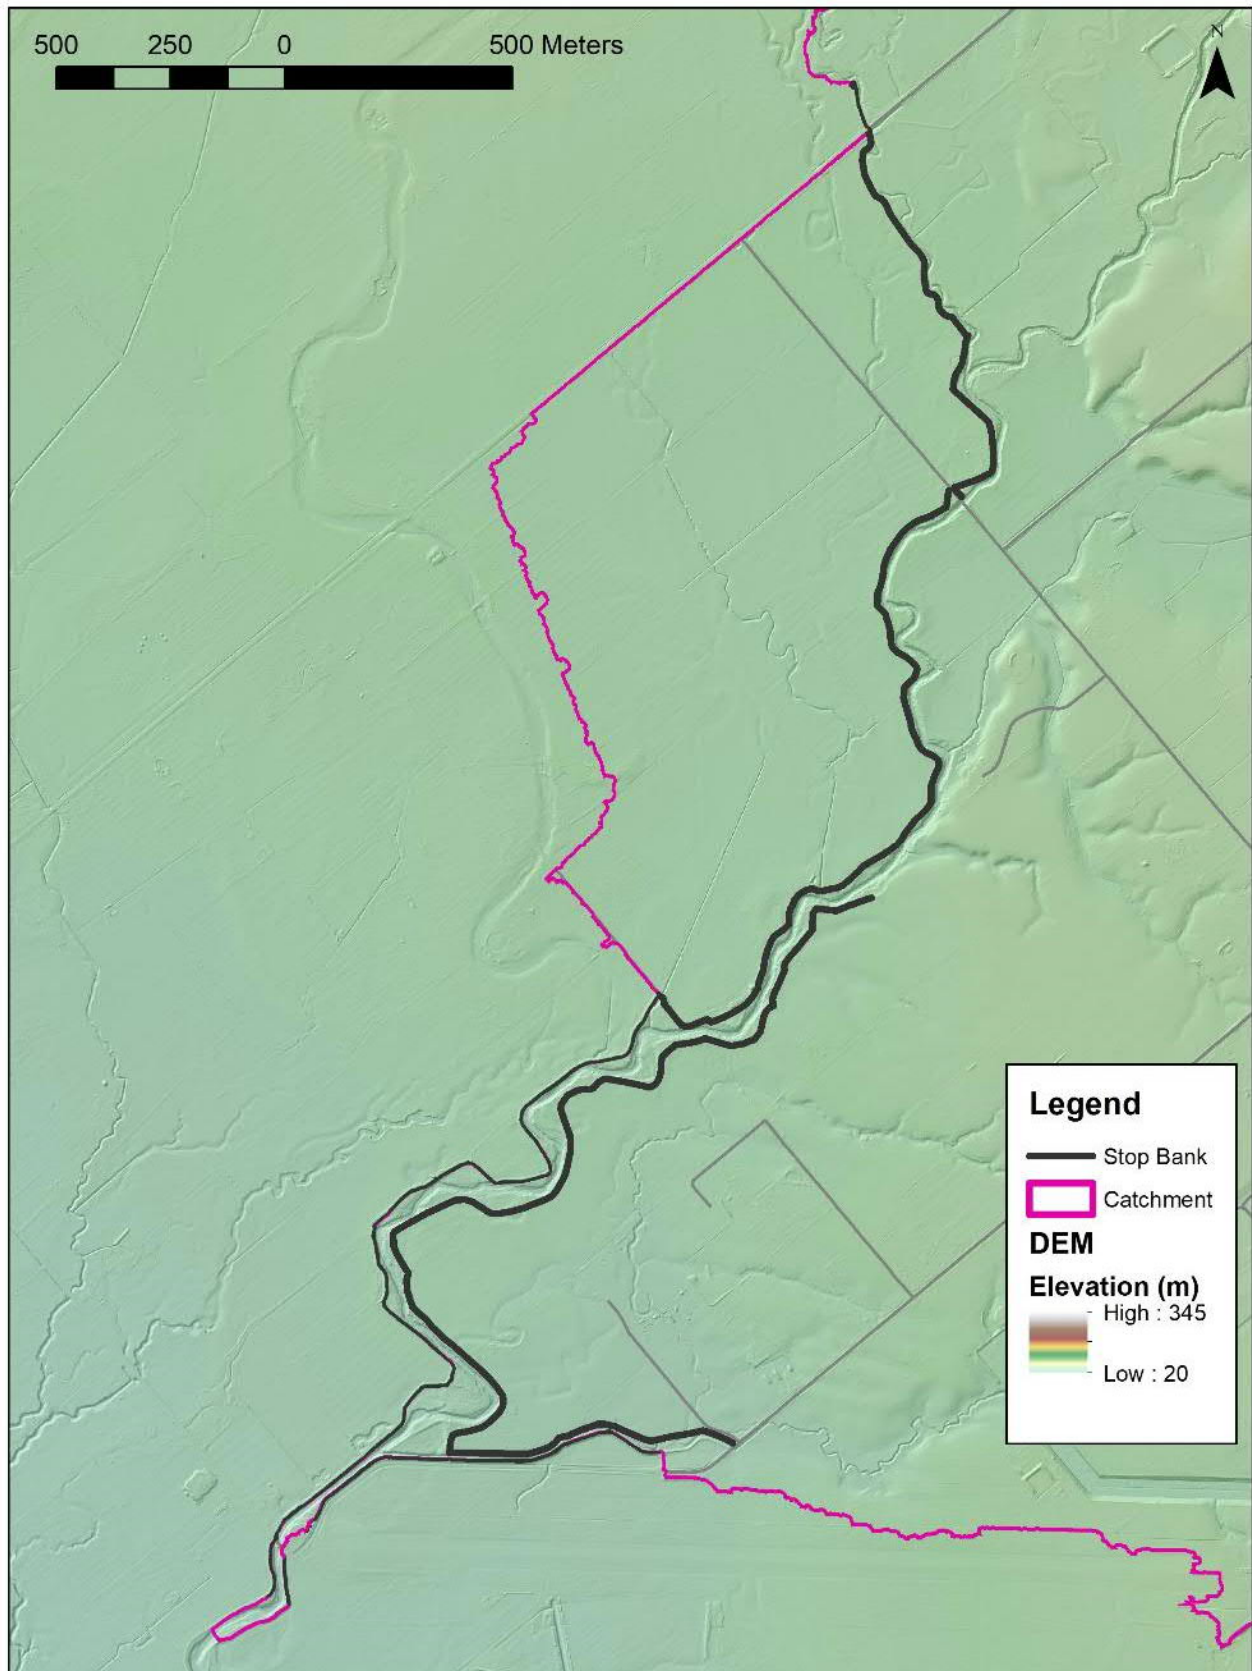 500 250 0 500 Meters
N
Legend
Stop Bank
Catchment
DEM
Elevation (m)
High : 345
Low : 20